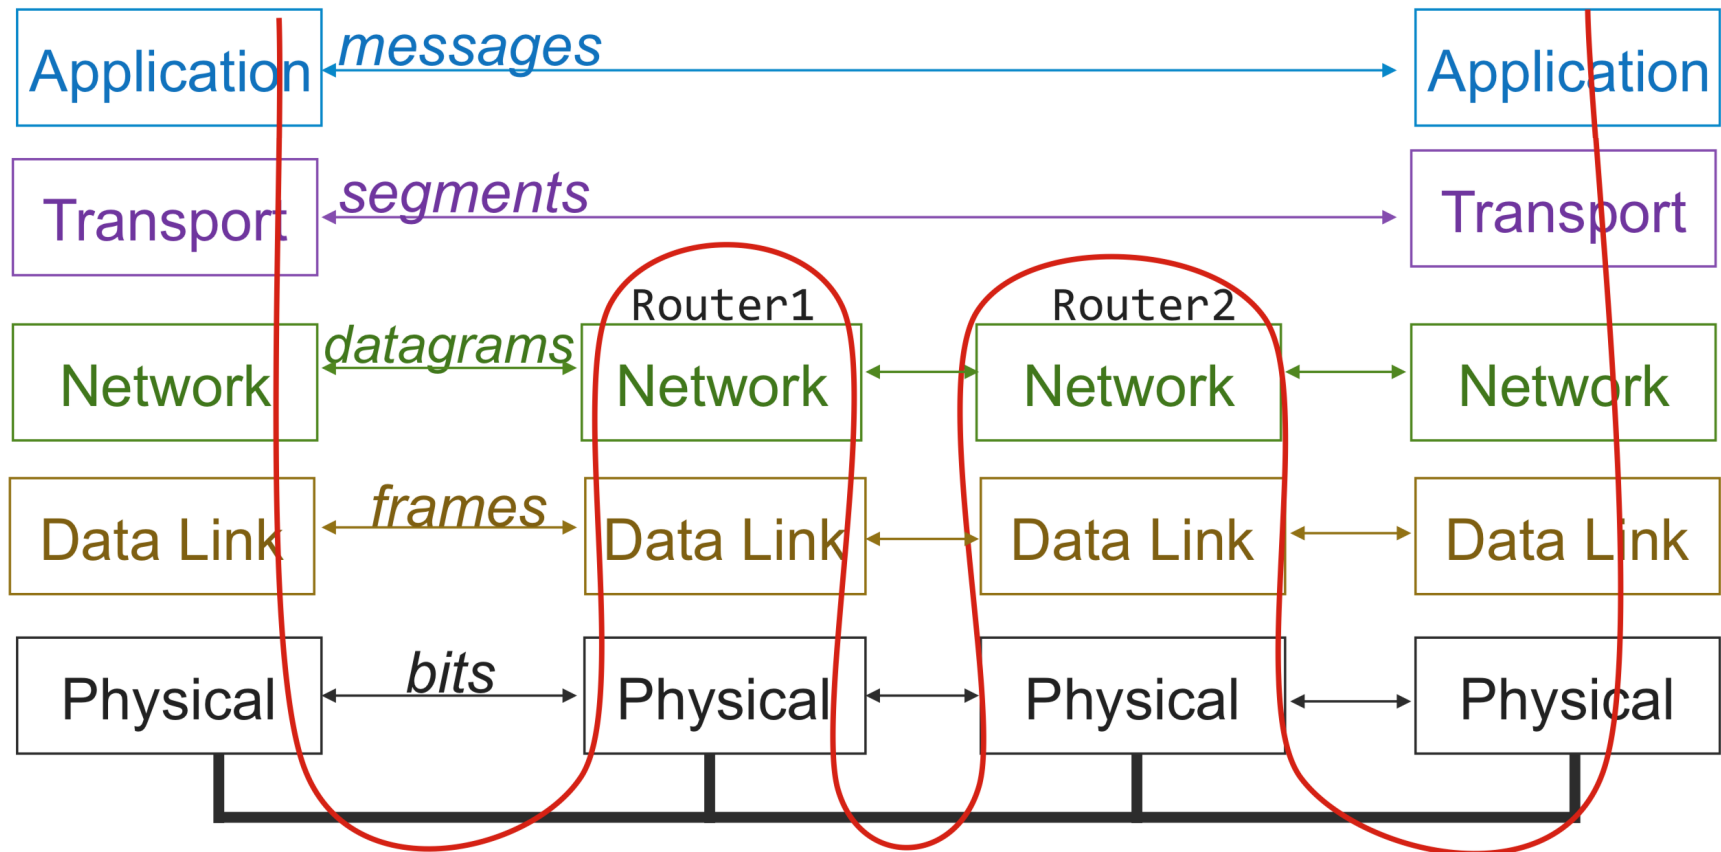 Application
messages
Application
Transport
segments
Transport
Router1
Router2
Network
datagrams
Network
Network
Network
Data Link
frames
Data Link
Data Link
Data Link
Physical
bits
Physical
Physical
Physical